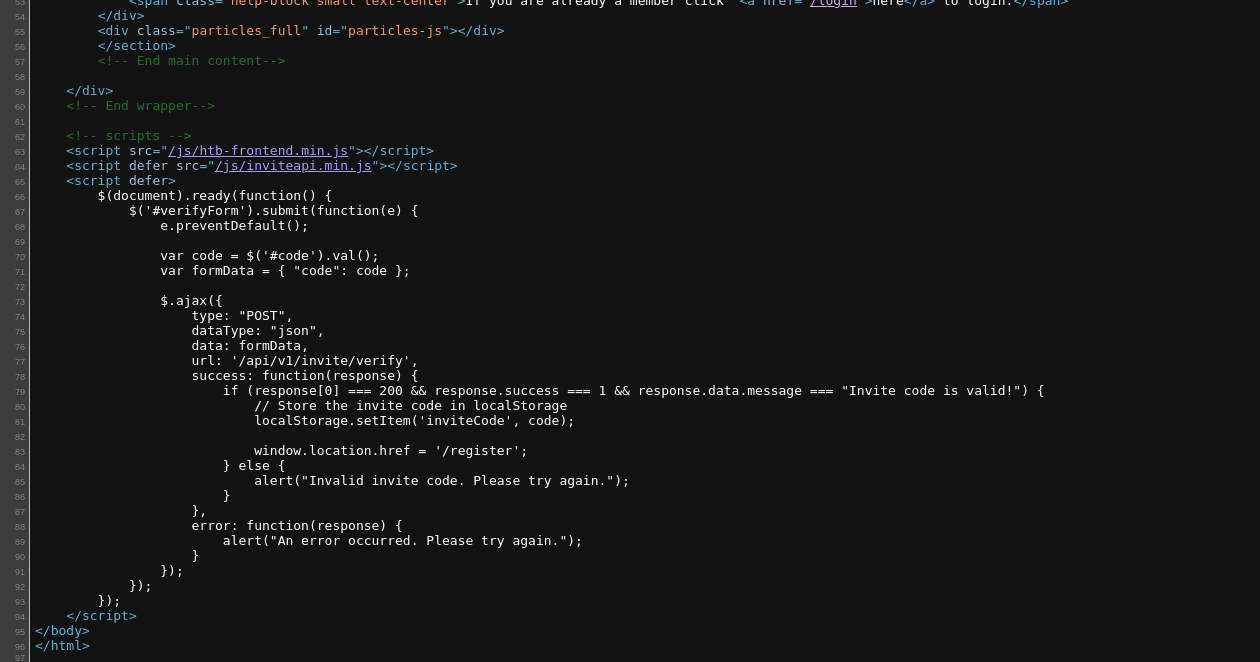 53 <span class="help-block small text-center">If you are already a member click <a href="/login">here</a> to login.</span>
54 </div>
55 <div class="particles_full" id="particles-js"></div>
56 </section>
57 <!-- End main content-->
58
59 </div>
60 <!-- End wrapper-->
61
62 <!-- scripts -->
63 <script src="/js/htb-frontend.min.js"></script>
64 <script defer src="/js/inviteapi.min.js"></script>
65 <script defer>
66 $(document).ready(function() {
67 $('#verifyForm').submit(function(e) {
68 e.preventDefault();
69
70 var code = $('#code').val();
71 var formData = { "code": code };
72
73 $.ajax({
74 type: "POST",
75 dataType: "json",
76 data: formData,
77 url: '/api/v1/invite/verify',
78 success: function(response) {
79 if (response[0] === 200 && response.success === 1 && response.data.message === "Invite code is valid!") {
80 // Store the invite code in localStorage
81 localStorage.setItem('inviteCode', code);
82
83 window.location.href = '/register';
84 } else {
85 alert("Invalid invite code. Please try again.");
86 }
87 },
88 error: function(response) {
89 alert("An error occurred. Please try again.");
90 }
91 });
92 });
93 });
94 </script>
95 </body>
96 </html>
97